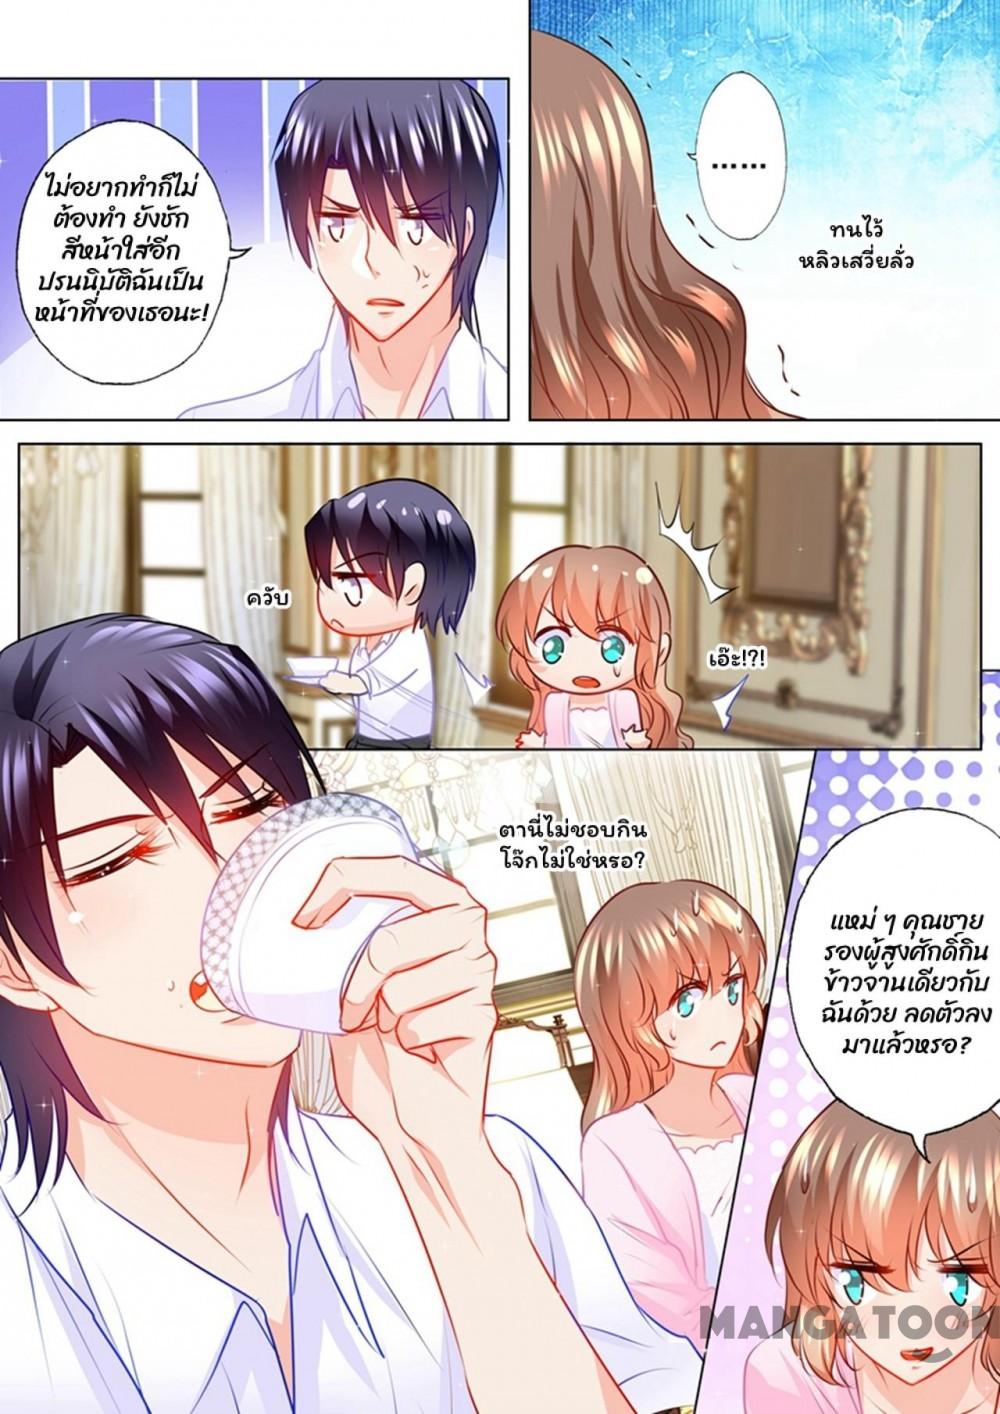 ไม่อยากทำก็ไม่
ต้องทำ ยังชัก
สีหน้าใส่อีก
ปรนนิบัติฉันเป็น
หน้าที่ของเธอนะ!
.......
ทนไว้
หลิวเสวี่ยลั่ว
ควับ
เอ๊ะ!?!
ตานี่ไม่ชอบกิน
โจ๊กไม่ใช่หรอ?
แหม่ ๆ คุณชาย
รองผู้สูงศักดิ์กิน
ข้าวจานเดียวกับ
ฉันด้วย ลดตัวลง
มาแล้วหรอ?
MANGATOON